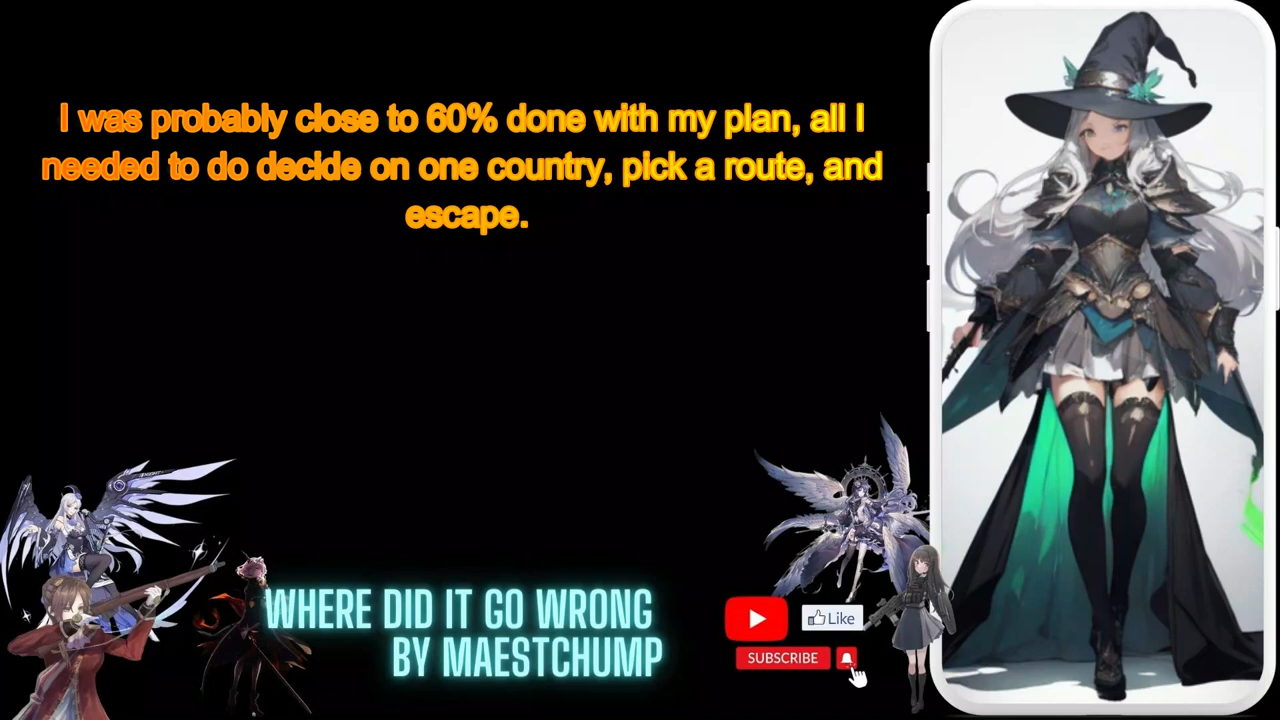 I was probably close to 60% done with my plan, all I
needed to do decide on one country, pick a route, and
escape.
WHERE DID IT GO WRONG
BY MAESTCHUMP
Like
SUBSCRIBE